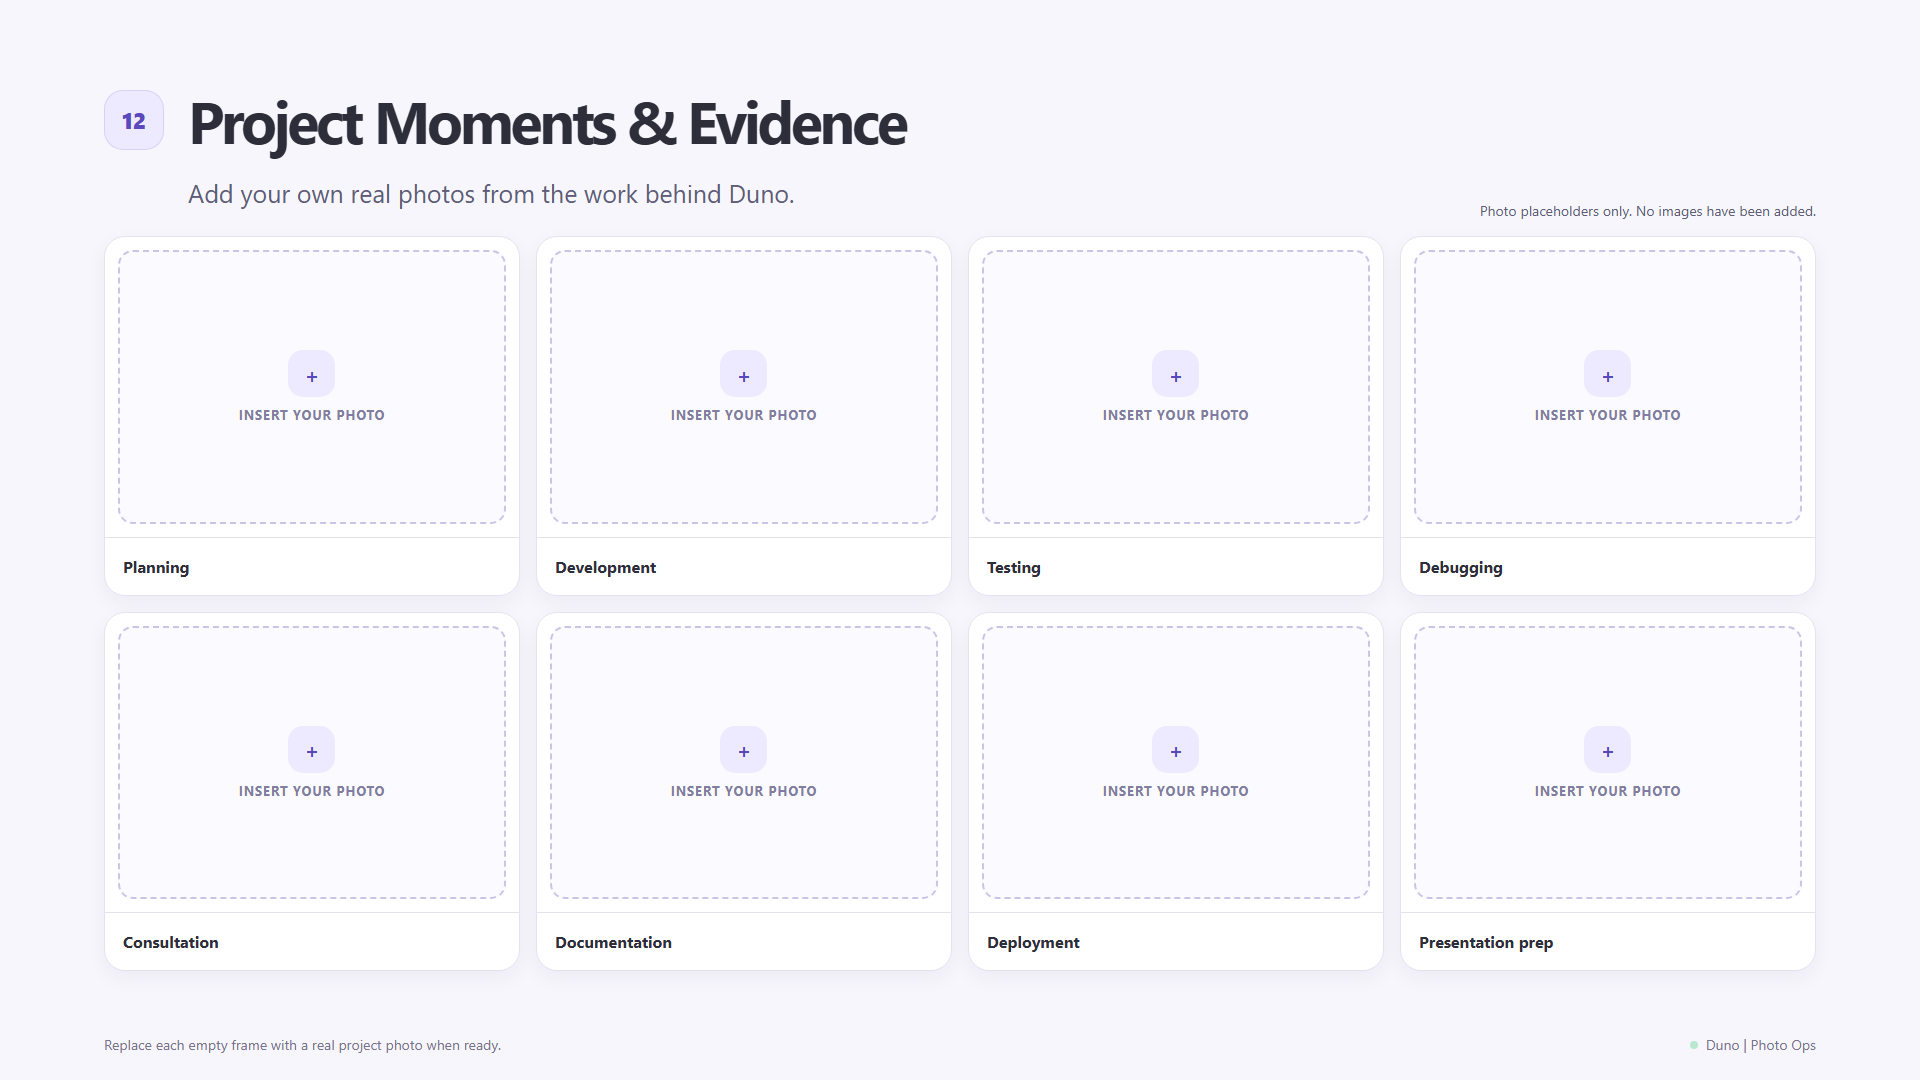 12
Project Moments & Evidence
Add your own real photos from the work behind Duno.
Photo placeholders only. No images have been added.
+
INSERT YOUR PHOTO
Planning
+
INSERT YOUR PHOTO
Development
+
INSERT YOUR PHOTO
Testing
+
INSERT YOUR PHOTO
Debugging
+
INSERT YOUR PHOTO
Consultation
+
INSERT YOUR PHOTO
Documentation
+
INSERT YOUR PHOTO
Deployment
+
INSERT YOUR PHOTO
Presentation prep
Replace each empty frame with a real project photo when ready.
Duno | Photo Ops